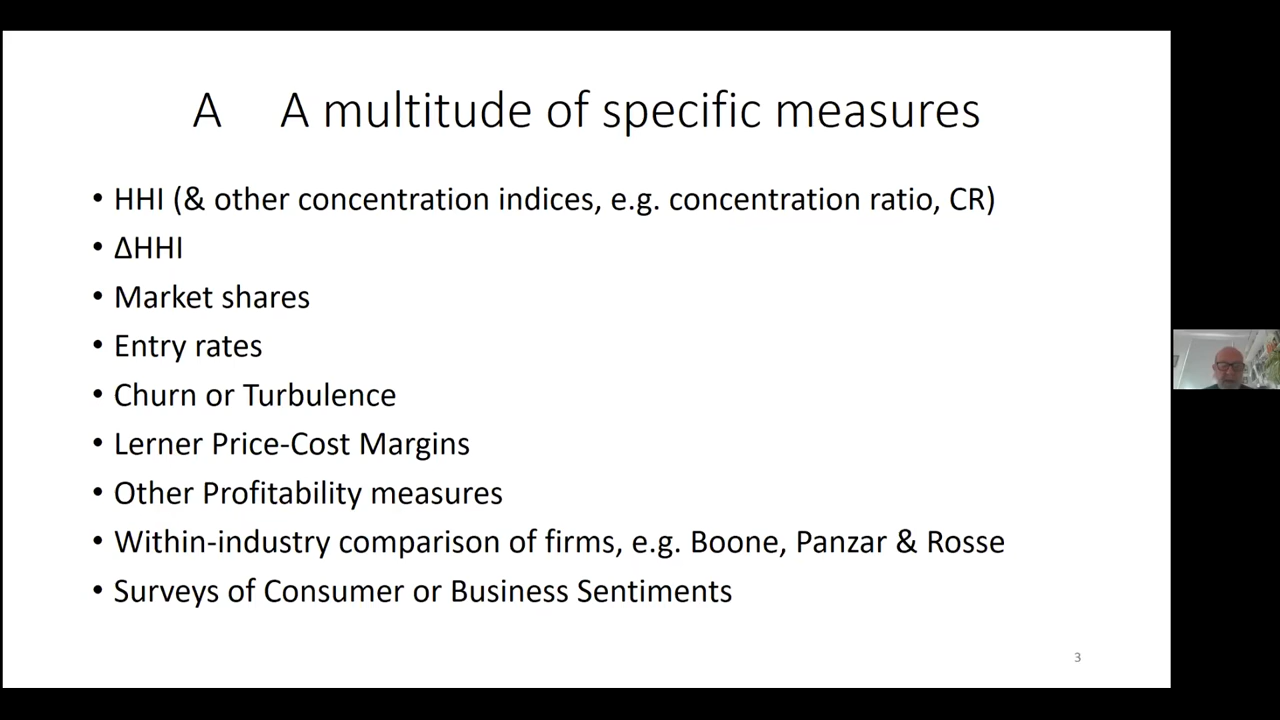 A A multitude of specific measures
• HHI (& other concentration indices, e.g. concentration ratio, CR)
• ΔHHI
• Market shares
• Entry rates
• Churn or Turbulence
• Lerner Price-Cost Margins
• Other Profitability measures
• Within-industry comparison of firms, e.g. Boone, Panzar & Rosse
• Surveys of Consumer or Business Sentiments
3